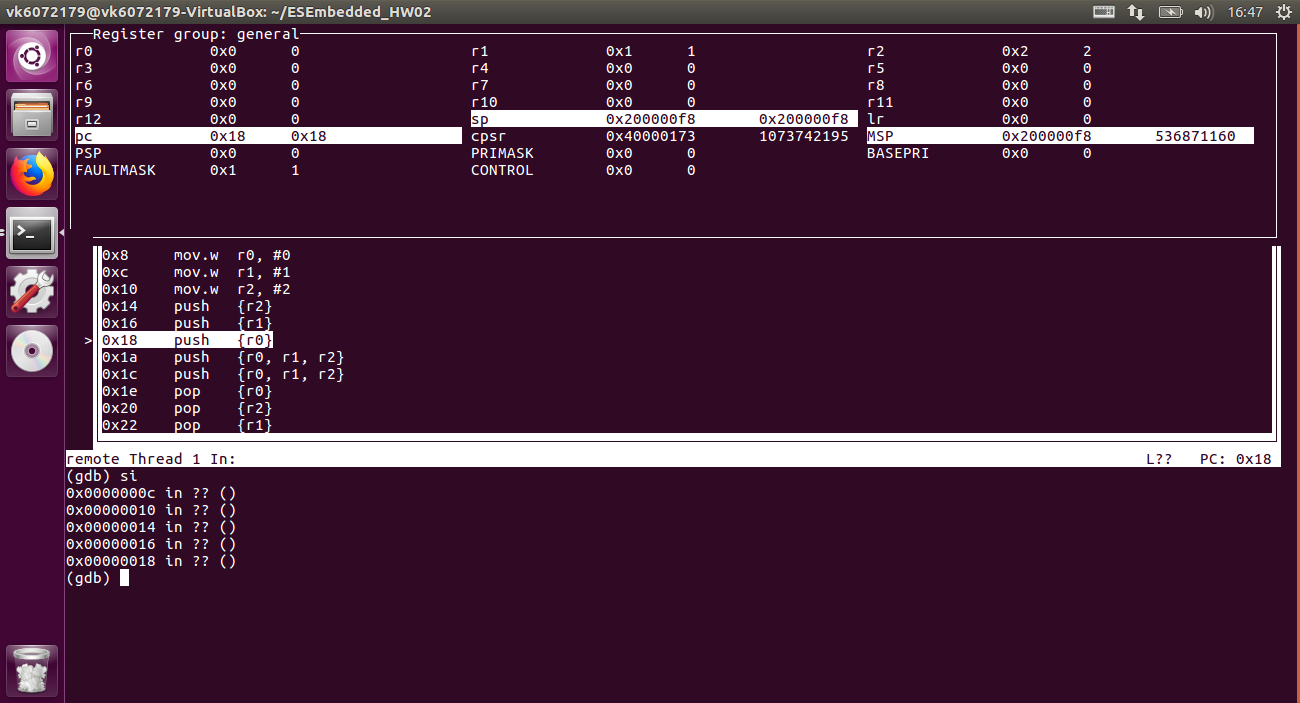 vk6072179@vk6072179-VirtualBox: ~/ESEmbedded_HW02 16:47
Register group: general
r0 0x0 0 r1 0x1 1 r2 0x2 2
r3 0x0 0 r4 0x0 0 r5 0x0 0
r6 0x0 0 r7 0x0 0 r8 0x0 0
r9 0x0 0 r10 0x0 0 r11 0x0 0
r12 0x0 0 sp 0x200000f8 0x200000f8 lr 0x0 0
pc 0x18 0x18 cpsr 0x40000173 1073742195 MSP 0x200000f8 536871160
PSP 0x0 0 PRIMASK 0x0 0 BASEPRI 0x0 0
FAULTMASK 0x1 1 CONTROL 0x0 0
0x8 mov.w r0, #0
0xc mov.w r1, #1
0x10 mov.w r2, #2
0x14 push {r2}
0x16 push {r1}
>0x18 push {r0}
0x1a push {r0, r1, r2}
0x1c push {r0, r1, r2}
0x1e pop {r0}
0x20 pop {r2}
0x22 pop {r1}
remote Thread 1 In: L?? PC: 0x18
(gdb) si
0x0000000c in ?? ()
0x00000010 in ?? ()
0x00000014 in ?? ()
0x00000016 in ?? ()
0x00000018 in ?? ()
(gdb)